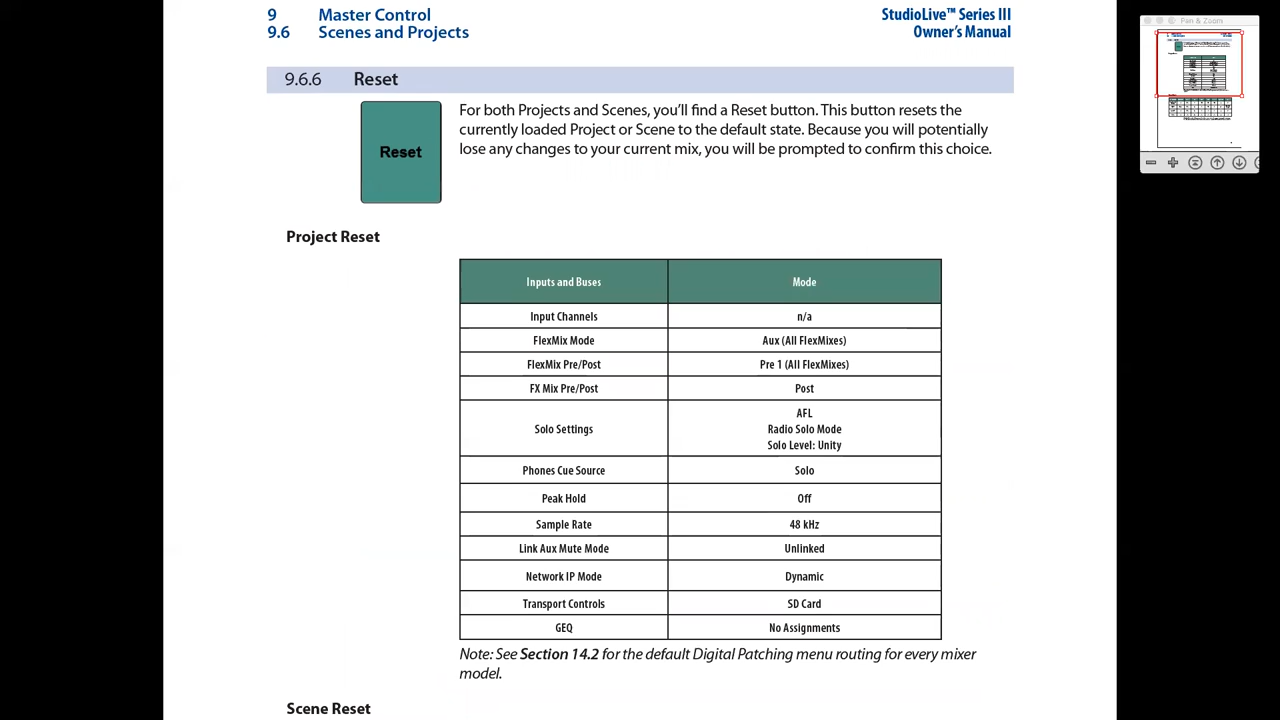 9 Master Control
9.6 Scenes and Projects
StudioLive™ Series III
Owner's Manual
9.6.6 Reset
Reset
For both Projects and Scenes, you'll find a Reset button. This button resets the
currently loaded Project or Scene to the default state. Because you will potentially
lose any changes to your current mix, you will be prompted to confirm this choice.
Project Reset
Inputs and Buses Mode
Input Channels n/a
FlexMix Mode Aux (All FlexMixes)
FlexMix Pre/Post Pre 1 (All FlexMixes)
FX Mix Pre/Post Post
Solo Settings AFL
Radio Solo Mode
Solo Level: Unity
Phones Cue Source Solo
Peak Hold Off
Sample Rate 48 kHz
Link Aux Mute Mode Unlinked
Network IP Mode Dynamic
Transport Controls SD Card
GEQ No Assignments
Note: See Section 14.2 for the default Digital Patching menu routing for every mixer
model.
Scene Reset
Pan & Zoom